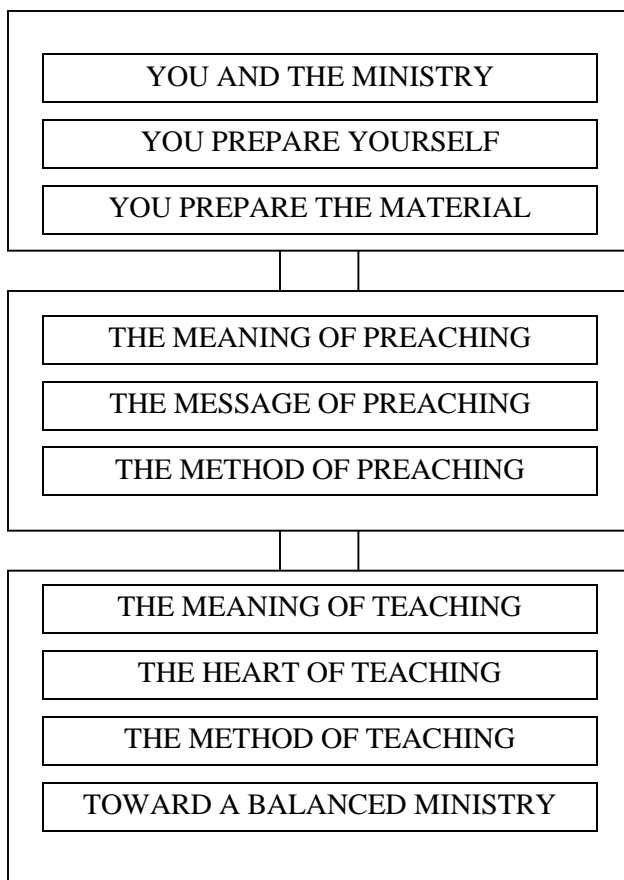 YOU AND THE MINISTRY
YOU PREPARE YOURSELF
YOU PREPARE THE MATERIAL
THE MEANING OF PREACHING
THE MESSAGE OF PREACHING
THE METHOD OF PREACHING
THE MEANING OF TEACHING
THE HEART OF TEACHING
THE METHOD OF TEACHING
TOWARD A BALANCED MINISTRY